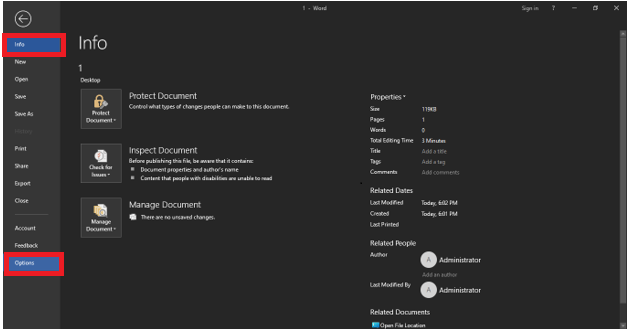 1 - Word
Sign in ?
Info
New
Open
Save
Save As
History
Print
Share
Export
Close
Account
Feedback
Options
Info
1
Desktop
Protect Document
Protect Document
Control what types of changes people can make to this document.
Check for Issues
Inspect Document
Before publishing this file, be aware that it contains:
Document properties and author's name
Content that people with disabilities are unable to read
Manage Document
Manage Document
There are no unsaved changes.
Properties
Size 119KB
Pages 1
Words 0
Total Editing Time 3 Minutes
Title Add a title
Tags Add a tag
Comments Add comments
Related Dates
Last Modified Today, 6:02 PM
Created Today, 6:01 PM
Last Printed
Related People
Author A Administrator
Add an author
Last Modified By A Administrator
Related Documents
Open File Location